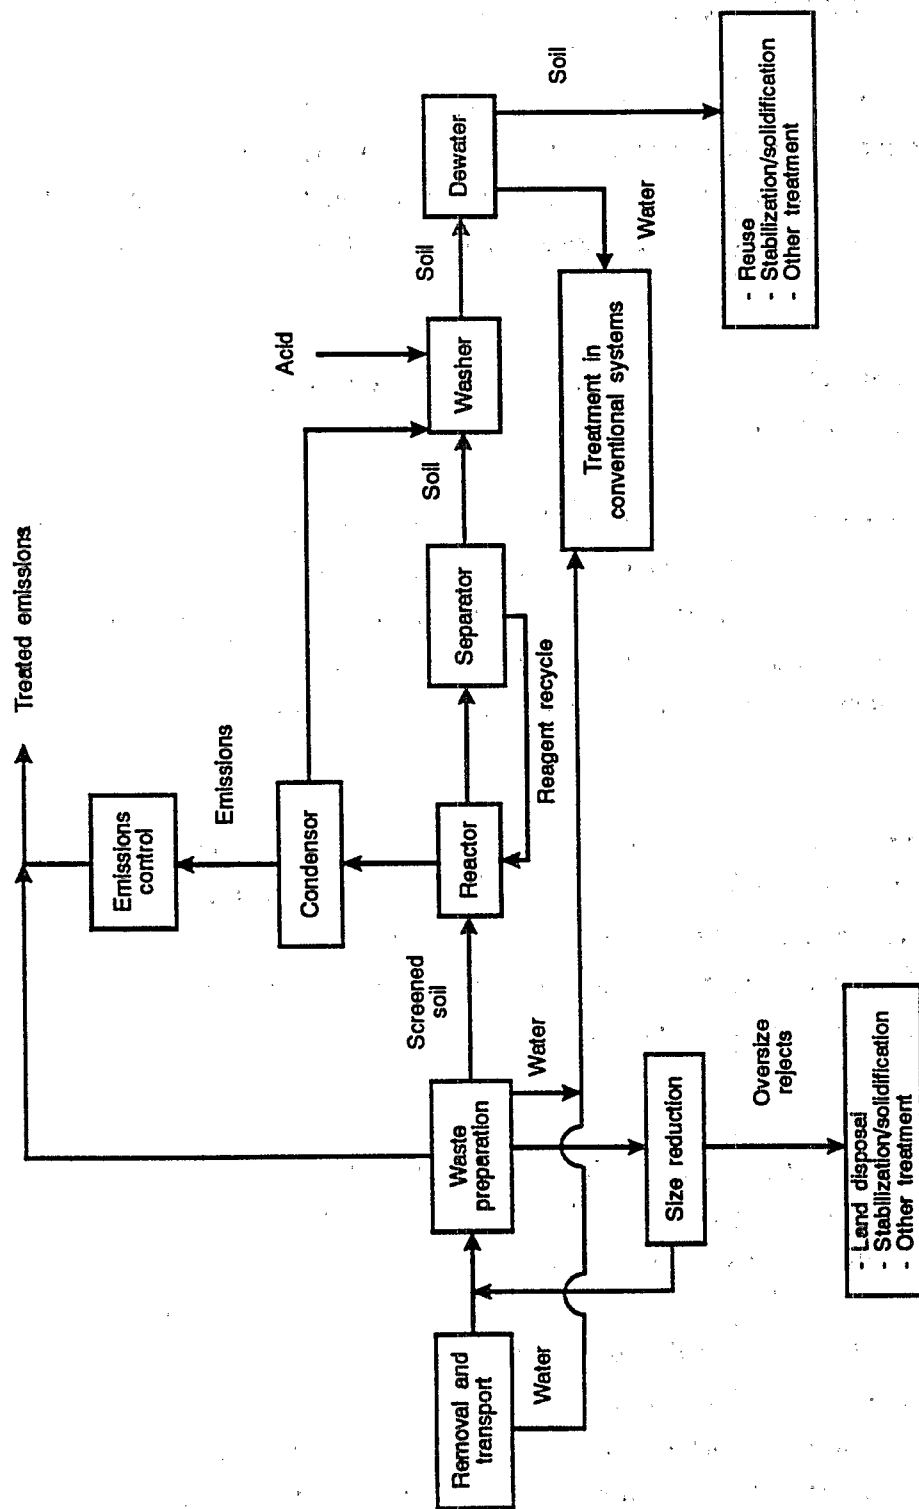 Treated emissions
Emissions
control
Emissions
Condensor
Acid
Screened
soil
Soil
Soil
Removal and
transport
Waste
preparation
Reactor
Separator
Washer
Dewater
Water
Water
Reagent recycle
Water
Soil
Treatment in
conventional systems
Size reduction
Oversize
rejects
- Land disposal
- Stabilization/solidification
- Other treatment
- Reuse
- Stabilization/solidification
- Other treatment